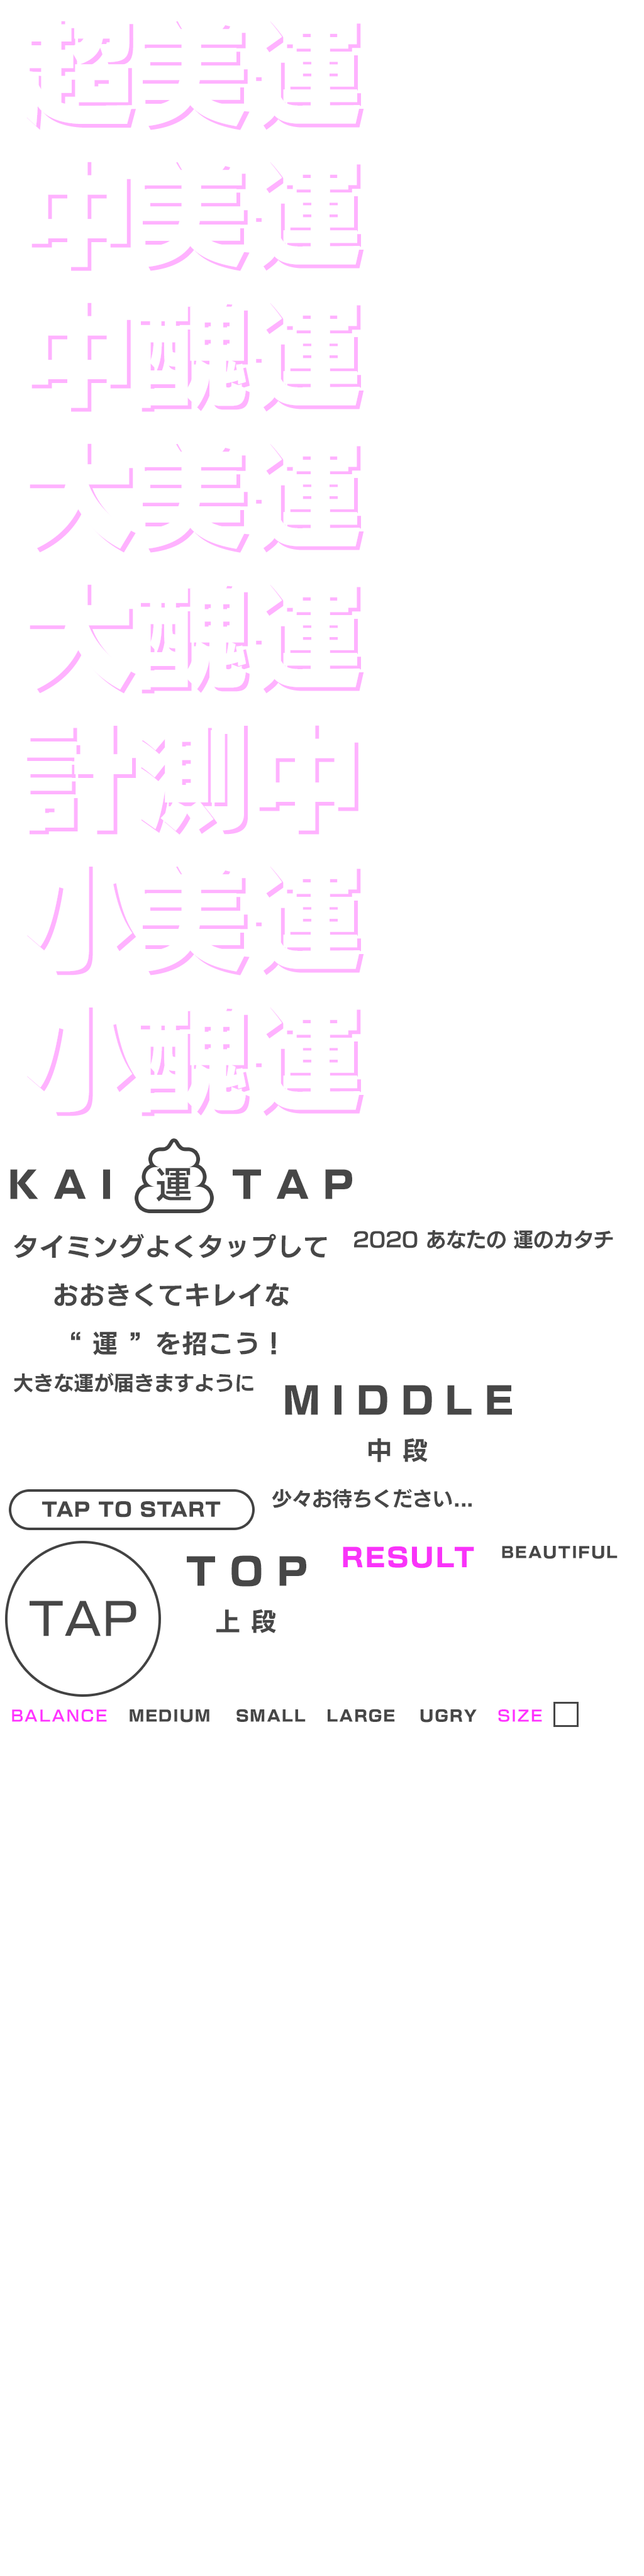 超美運
中美運
中醜運
大美運
大醜運
計測中
小美運
小醜運
KAI 運 TAP
タイミングよくタップして
おおきくてキレイな
“ 運 ” を招こう！
2020 あなたの 運のカタチ
大きな運が届きますように
MIDDLE
中段
TAP TO START
少々お待ちください...
TAP
TOP
上段
RESULT
BEAUTIFUL
BALANCE
MEDIUM
SMALL
LARGE
UGRY
SIZE